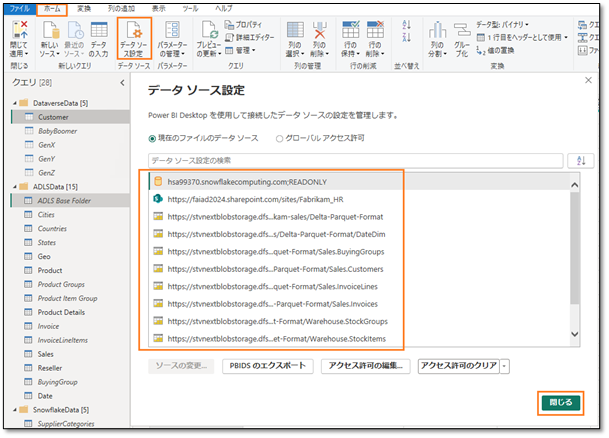 ファイル ホーム 変換 列の追加 表示 ツール ヘルプ
新しいソース 最近のソース データの入力 データ ソース設定 パラメーターの管理 プレビューの更新 プロパティ 詳細エディター 管理 列の選択 列の削除 行の保持 行の削除 列の分割 グループ化 データ型: バイナリ 1 行目をヘッダーとして使用 値の置換
閉じて適用
閉じる 新しいクエリ データ ソース パラメーター クエリ 列の管理 行の削減 並べ替え 変換
クエリ [28]
DataverseData [5]
Customer
BabyBoomer
GenX
GenY
GenZ
ADLSData [15]
ADLS Base Folder
Cities
Countries
States
Geo
Product
Product Groups
Product Item Group
Product Details
Invoice
InvoiceLineItems
Sales
Reseller
BuyingGroup
Date
SnowflakeData [5]
SupplierCategories
データ ソース設定
Power BI Desktop を使用して接続したデータ ソースの設定を管理します。
現在のファイルのデータ ソース グローバル アクセス許可
データ ソース設定の検索
hsa99370.snowflakecomputing.com;READONLY
https://faiad2024.sharepoint.com/sites/Fabrikam_HR
https://stvnextblobstorage.dfs...kam-sales/Delta-Parquet-Format
https://stvnextblobstorage.dfs...s/Delta-Parquet-Format/DateDim
https://stvnextblobstorage.dfs...quet-Format/Sales.BuyingGroups
https://stvnextblobstorage.dfs...Parquet-Format/Sales.Customers
https://stvnextblobstorage.dfs...quet-Format/Sales.InvoiceLines
https://stvnextblobstorage.dfs...-Parquet-Format/Sales.Invoices
https://stvnextblobstorage.dfs...t-Format/Warehouse.StockGroups
https://stvnextblobstorage.dfs...et-Format/Warehouse.StockItems
ソースの変更... PBIDS のエクスポート アクセス許可の編集... アクセス許可のクリア
閉じる